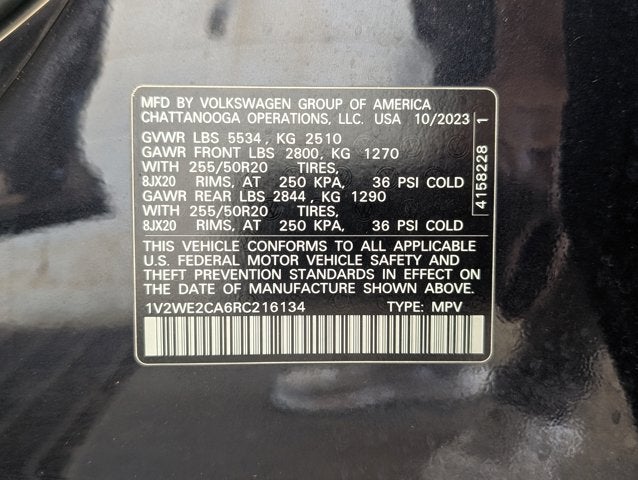 MFD BY VOLKSWAGEN GROUP OF AMERICA
CHATTANOOGA OPERATIONS, LLC. USA 10/2023
GVWR LBS 5534 , KG 2510
GAWR FRONT LBS 2800, KG 1270
WITH 255/50R20 TIRES,
8JX20 RIMS, AT 250 KPA, 36 PSI COLD
GAWR REAR LBS 2844 , KG 1290
WITH 255/50R20 TIRES,
8JX20 RIMS, AT 250 KPA, 36 PSI COLD
THIS VEHICLE CONFORMS TO ALL APPLICABLE
U.S. FEDERAL MOTOR VEHICLE SAFETY AND
THEFT PREVENTION STANDARDS IN EFFECT ON
THE DATE OF MANUFACTURE SHOWN ABOVE.
1V2WE2CA6RC216134 TYPE: MPV
4158228 1